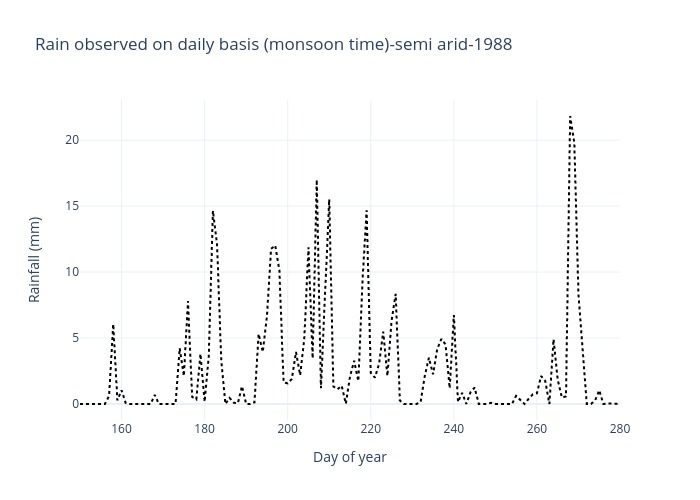 Rain observed on daily basis (monsoon time)-semi arid-1988
20
15
10
5
0
Rainfall (mm)
160 180 200 220 240 260 280
Day of year